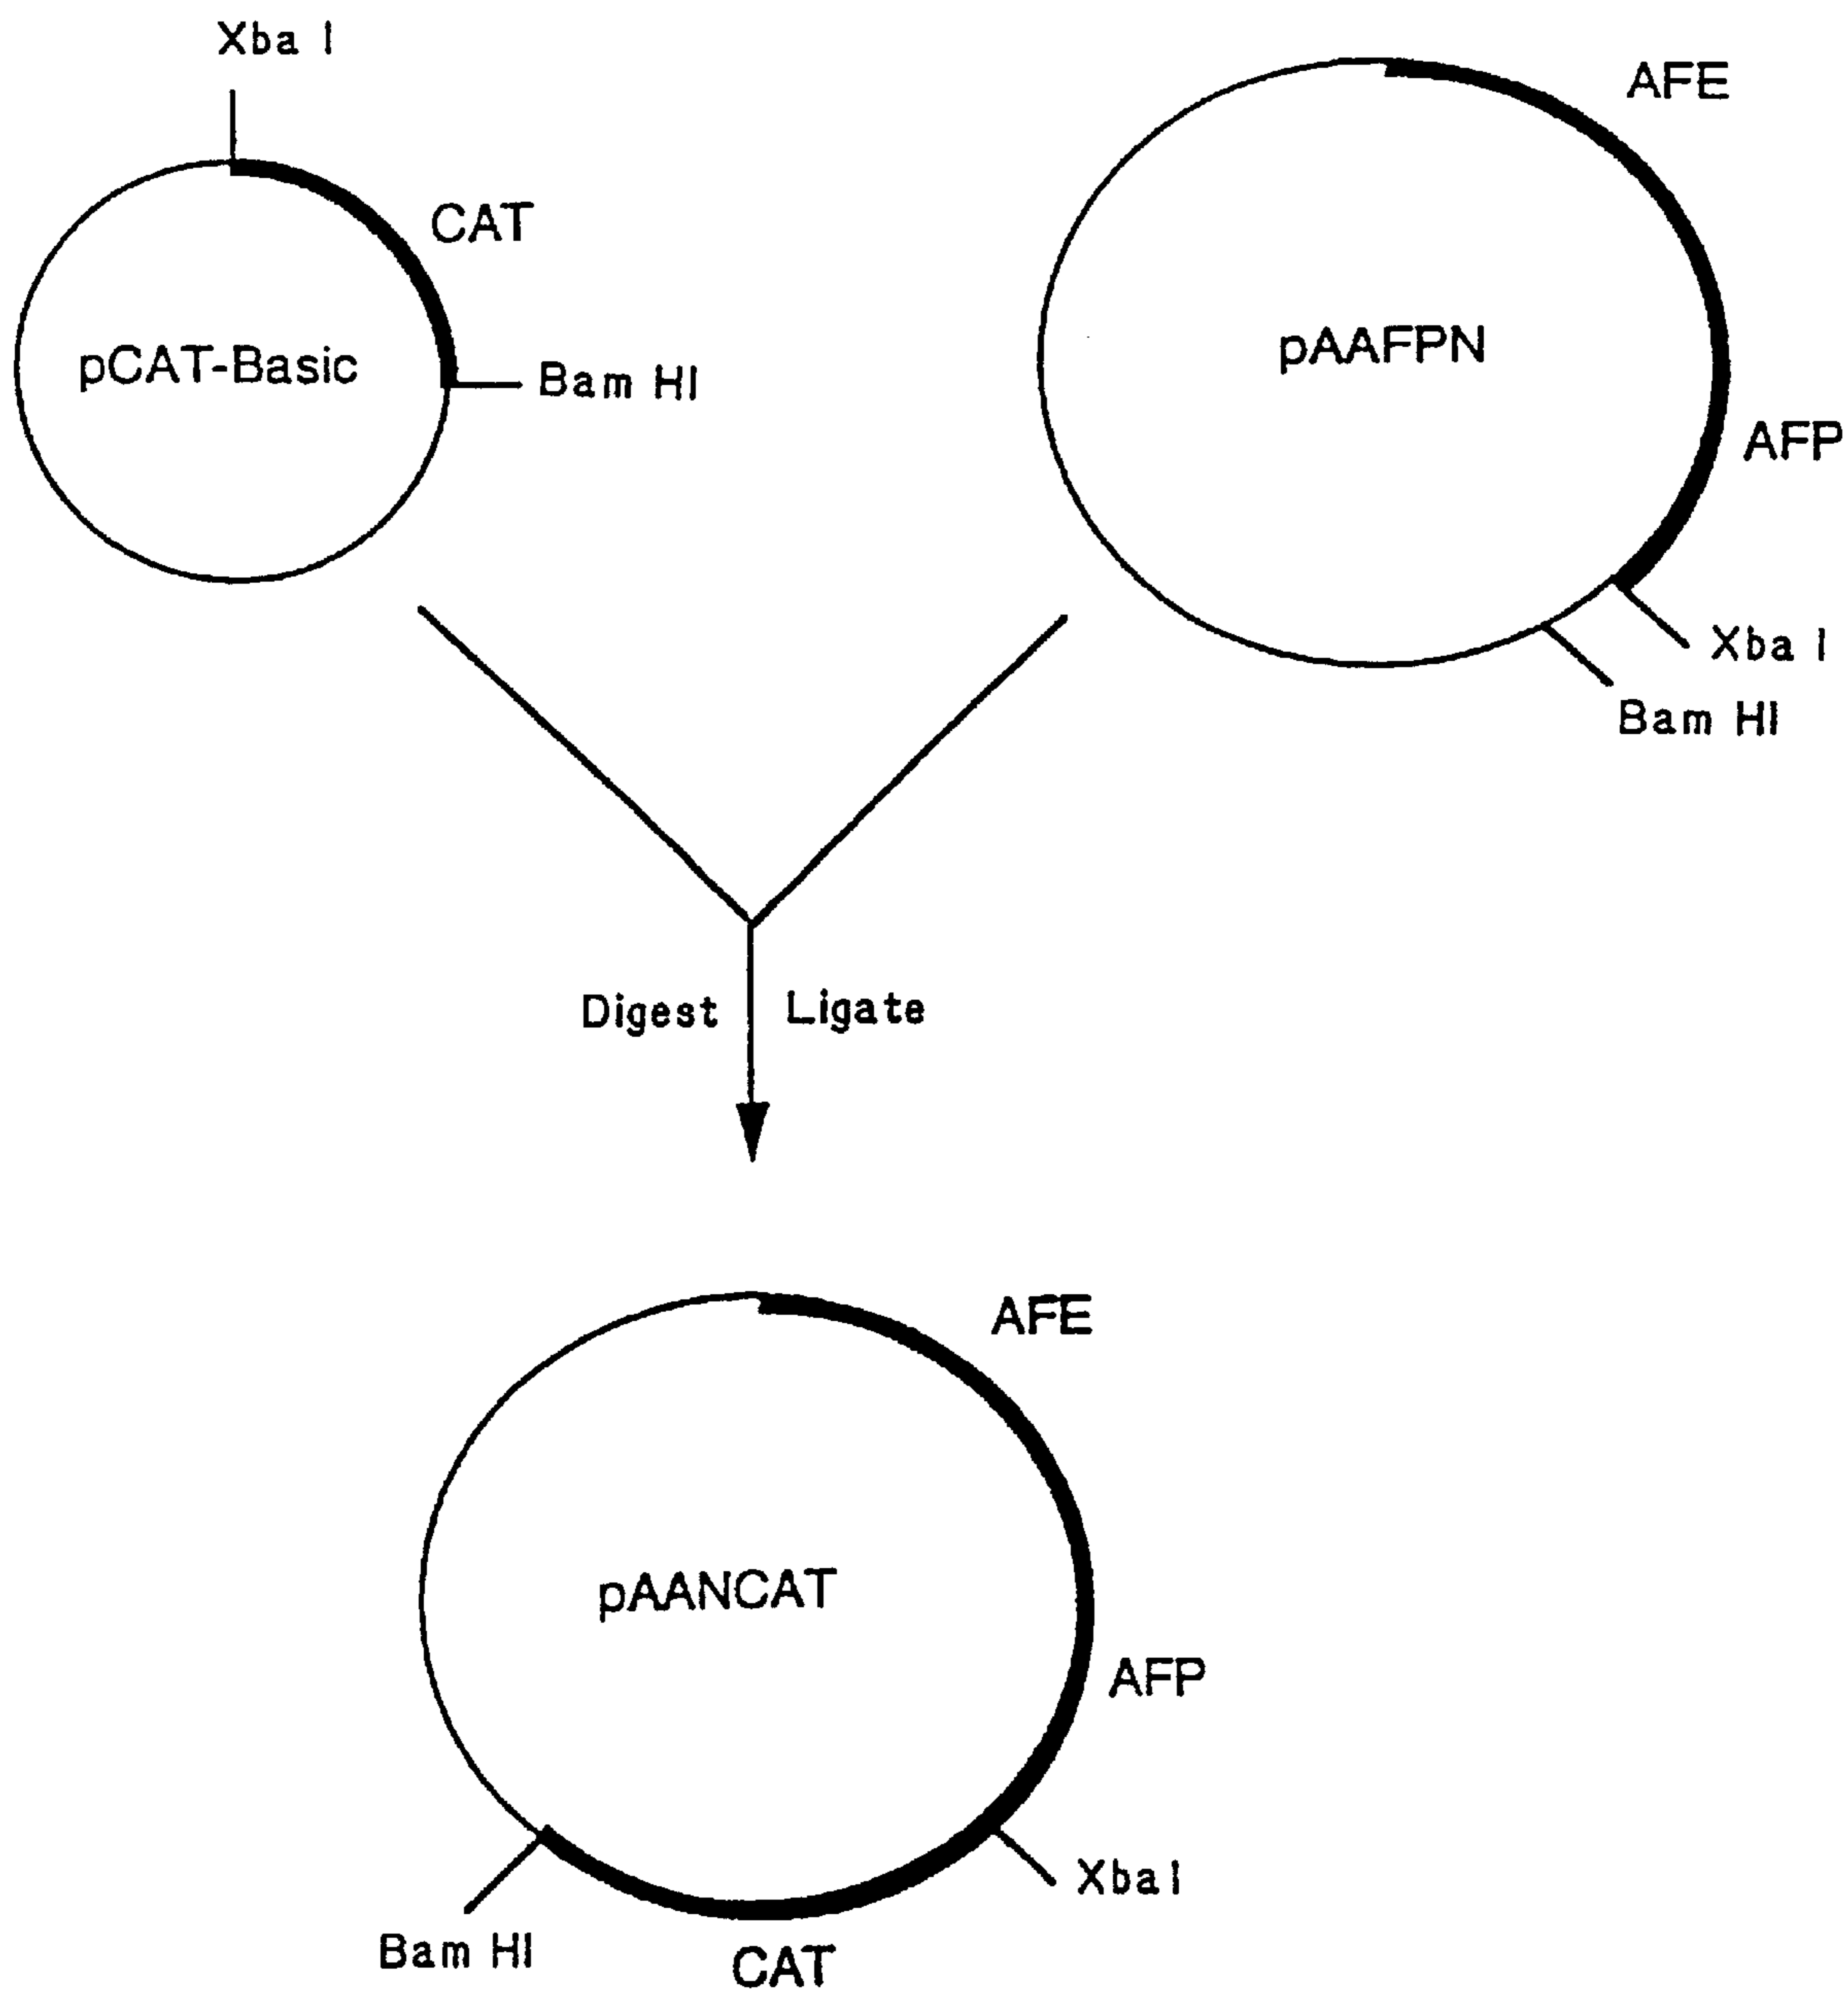 Xba I
CAT
pCAT-Basic
Bam HI
AFE
pAAFPN
AFP
Xba I
Bam HI
Digest
Ligate
AFE
pAANCAT
AFP
Xba I
Bam HI
CAT